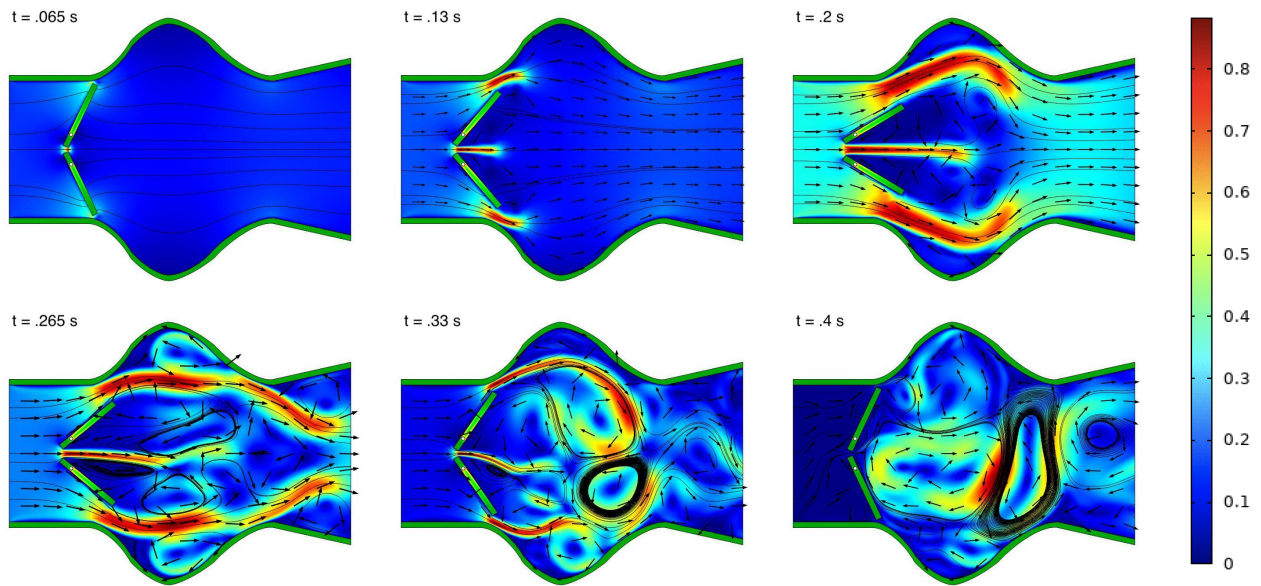 t = .065 s
t = .13 s
t = .2 s
t = .265 s
t = .33 s
t = .4 s
0.8
0.7
0.6
0.5
0.4
0.3
0.2
0.1
0